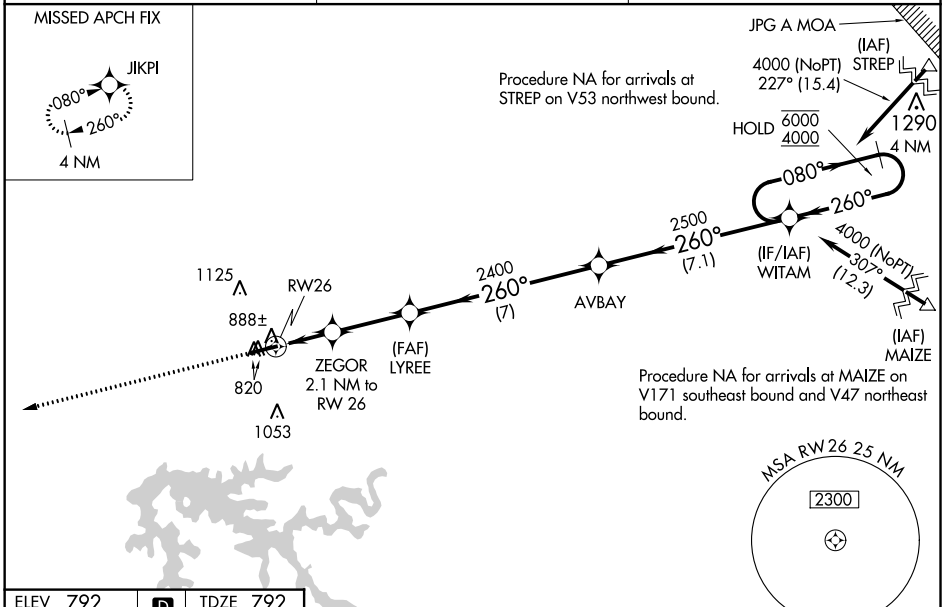 MISSED APCH FIX
JIKPI
080°
260°
4 NM
Procedure NA for arrivals at
STREP on V53 northwest bound.
JPG A MOA
(IAF)
STREP
4000 (NoPT)
227° (15.4)
HOLD
6000
4000
1290
4 NM
080°
260°
(IF/IAF)
WITAM
4000 (NoPT)
307°
(12.3)
(IAF)
MAIZE
2500
260°
(7.1)
AVBAY
2400
260°
(7)
(FAF)
LYREE
ZEGOR
2.1 NM to
RW 26
RW26
1125
888±
820
1053
Procedure NA for arrivals at MAIZE on
V171 southeast bound and V47 northeast
bound.
MSA RW26 25 NM
2300
ELEV 792
D
TDZE 792